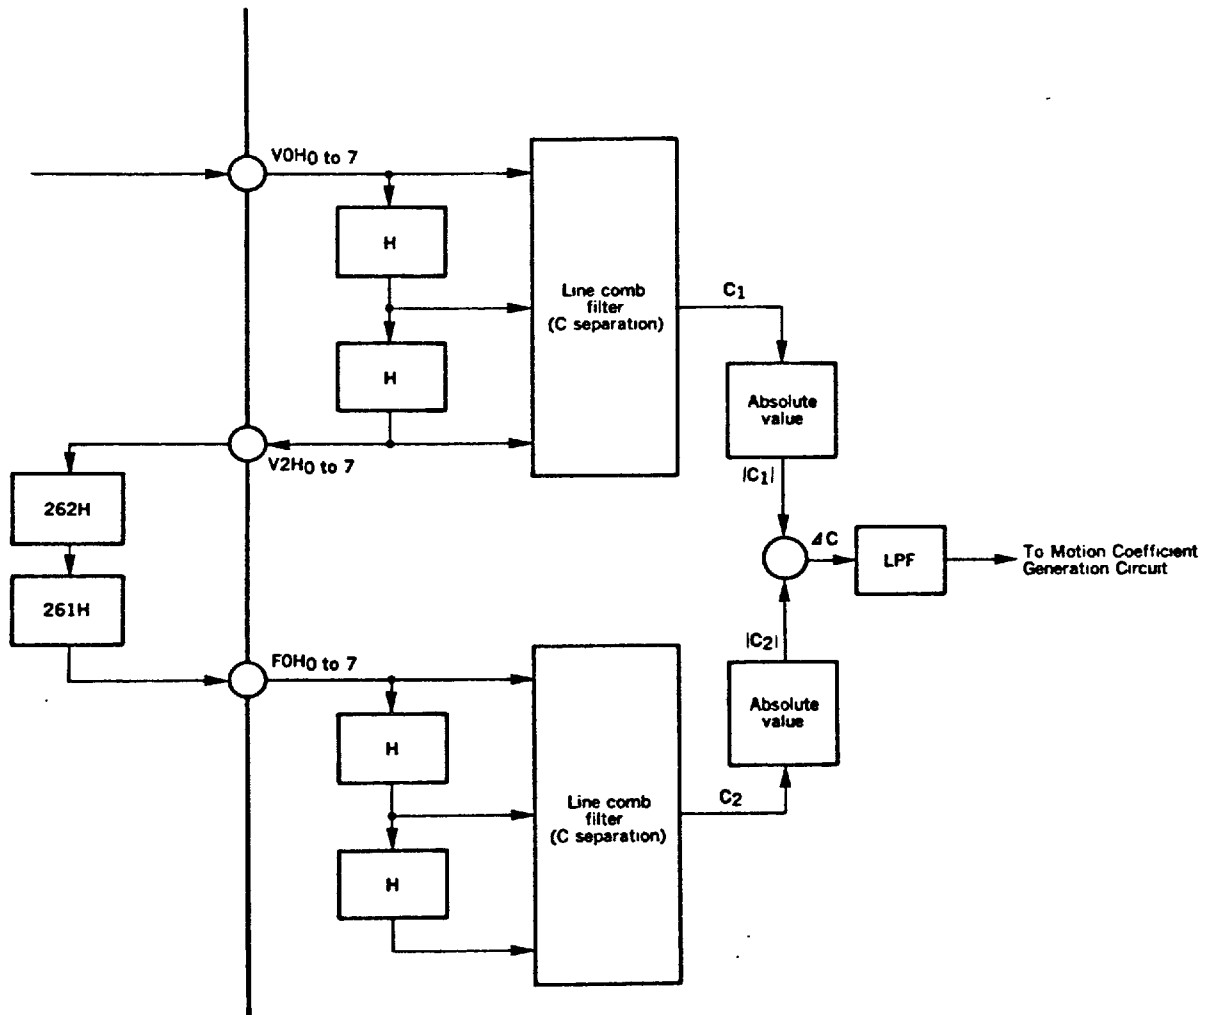 V0H0 to 7
H
H
Line comb
filter
(C separation)
C1
Absolute
value
|C1|
V2H0 to 7
262H
261H
⊿C
LPF
To Motion Coefficient
Generation Circuit
|C2|
Absolute
value
C2
F0H0 to 7
H
H
Line comb
filter
(C separation)